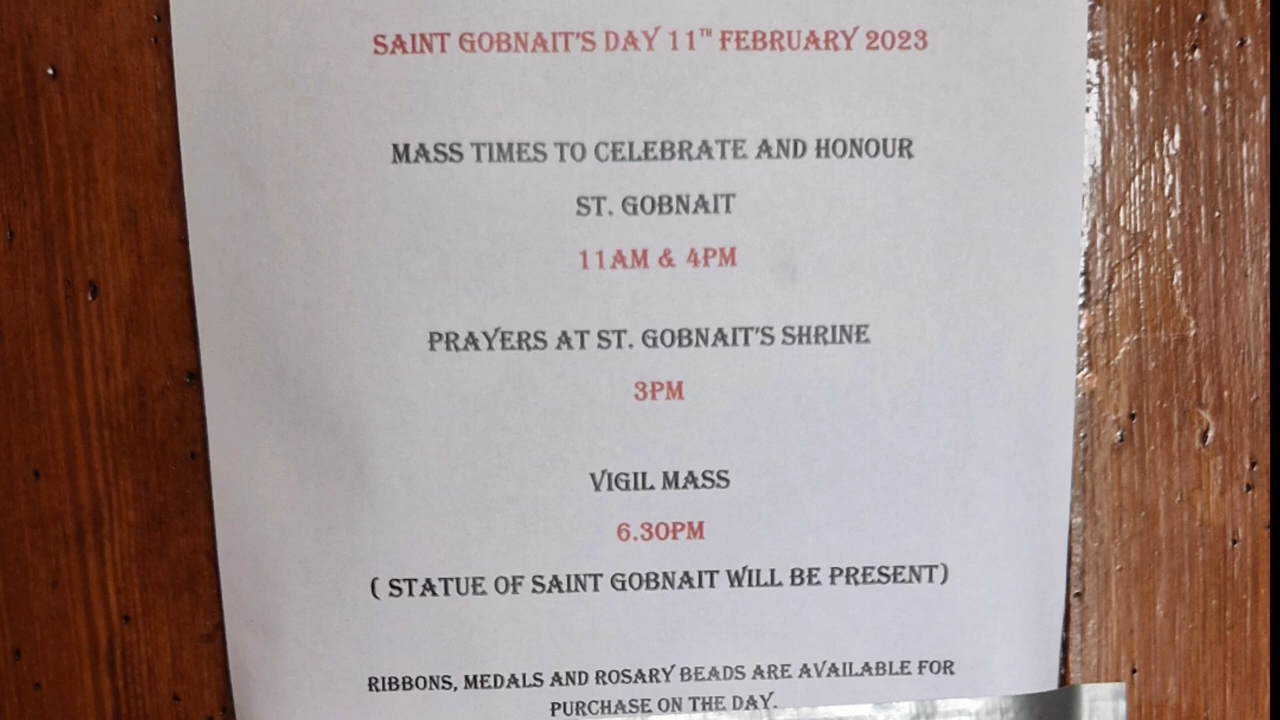 SAINT GOBNAIT'S DAY 11TH FEBRUARY 2023
MASS TIMES TO CELEBRATE AND HONOUR
ST. GOBNAIT
11AM & 4PM
PRAYERS AT ST. GOBNAIT'S SHRINE
3PM
VIGIL MASS
6.30PM
( STATUE OF SAINT GOBNAIT WILL BE PRESENT)
RIBBONS, MEDALS AND ROSARY BEADS ARE AVAILABLE FOR
PURCHASE ON THE DAY.